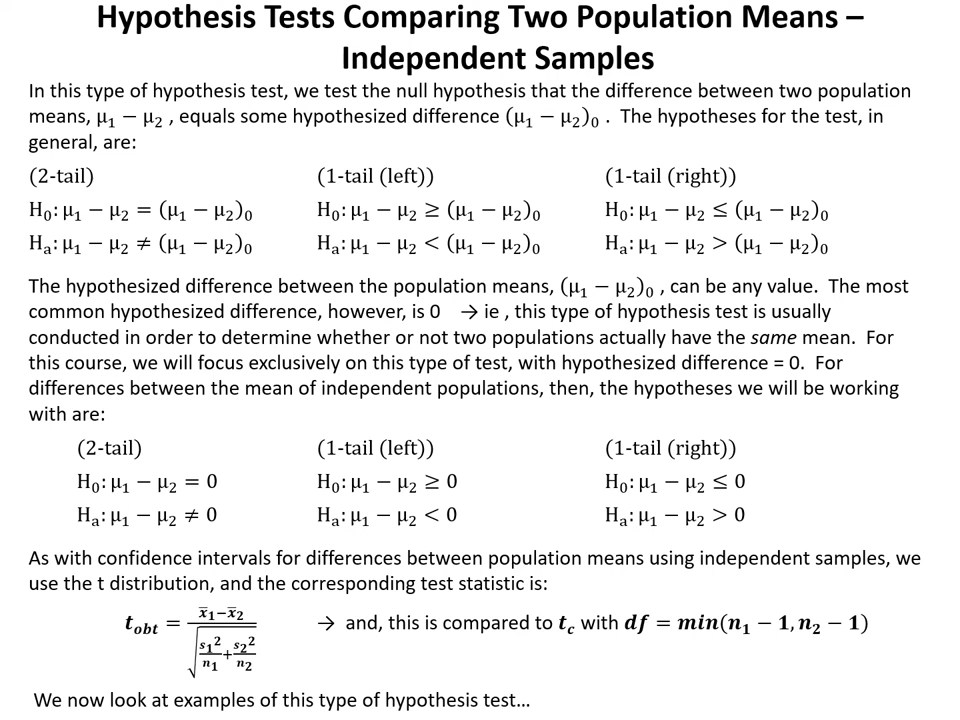 Hypothesis Tests Comparing Two Population Means –
Independent Samples
In this type of hypothesis test, we test the null hypothesis that the difference between two population
means, μ₁ − μ₂ , equals some hypothesized difference (μ₁ − μ₂)₀ . The hypotheses for the test, in
general, are:
(2-tail) (1-tail (left)) (1-tail (right))
H₀: μ₁ − μ₂ = (μ₁ − μ₂)₀ H₀: μ₁ − μ₂ ≥ (μ₁ − μ₂)₀ H₀: μ₁ − μ₂ ≤ (μ₁ − μ₂)₀
Hₐ: μ₁ − μ₂ ≠ (μ₁ − μ₂)₀ Hₐ: μ₁ − μ₂ < (μ₁ − μ₂)₀ Hₐ: μ₁ − μ₂ > (μ₁ − μ₂)₀
The hypothesized difference between the population means, (μ₁ − μ₂)₀ , can be any value. The most
common hypothesized difference, however, is 0 → ie , this type of hypothesis test is usually
conducted in order to determine whether or not two populations actually have the same mean. For
this course, we will focus exclusively on this type of test, with hypothesized difference = 0. For
differences between the mean of independent populations, then, the hypotheses we will be working
with are:
(2-tail) (1-tail (left)) (1-tail (right))
H₀: μ₁ − μ₂ = 0 H₀: μ₁ − μ₂ ≥ 0 H₀: μ₁ − μ₂ ≤ 0
Hₐ: μ₁ − μ₂ ≠ 0 Hₐ: μ₁ − μ₂ < 0 Hₐ: μ₁ − μ₂ > 0
As with confidence intervals for differences between population means using independent samples, we
use the t distribution, and the corresponding test statistic is:
t_obt = (x̄₁−x̄₂)/√(s₁²/n₁+s₂²/n₂) → and, this is compared to t_c with df = min(n₁ − 1, n₂ − 1)
We now look at examples of this type of hypothesis test…